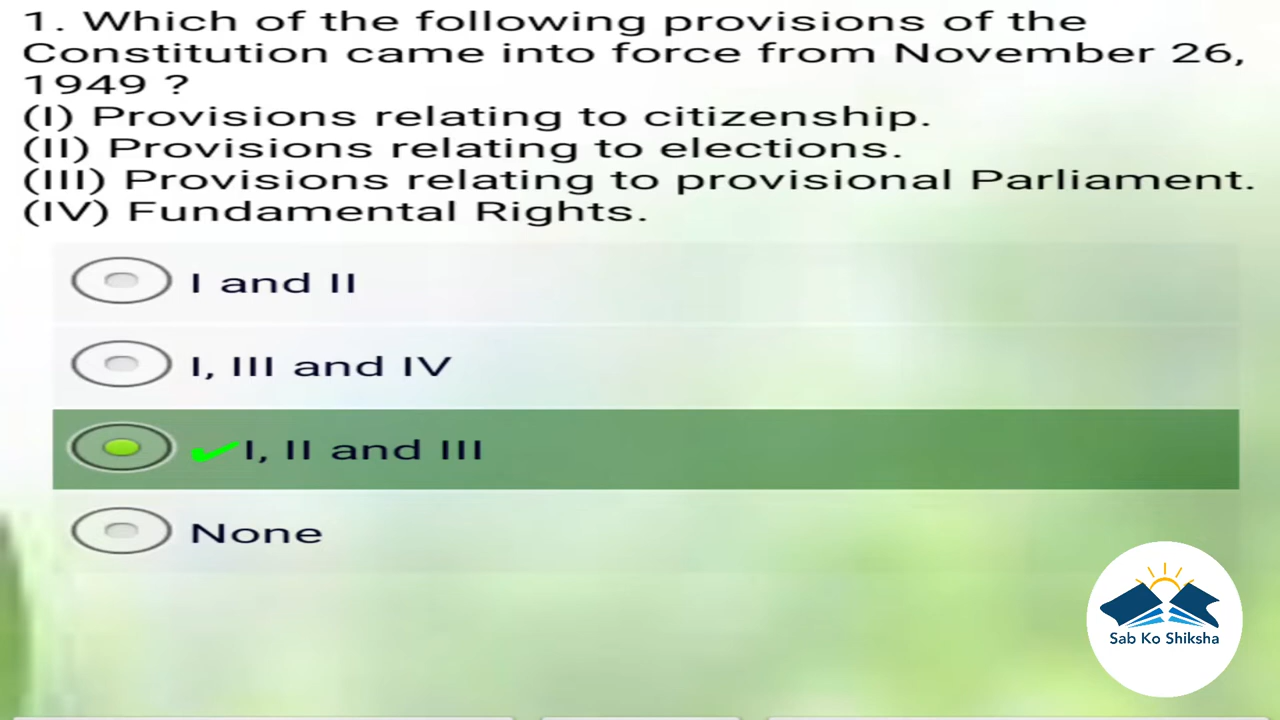 1. Which of the following provisions of the
Constitution came into force from November 26,
1949 ?
(I) Provisions relating to citizenship.
(II) Provisions relating to elections.
(III) Provisions relating to provisional Parliament.
(IV) Fundamental Rights.
I and II
I, III and IV
I, II and III
None
Sab Ko Shiksha